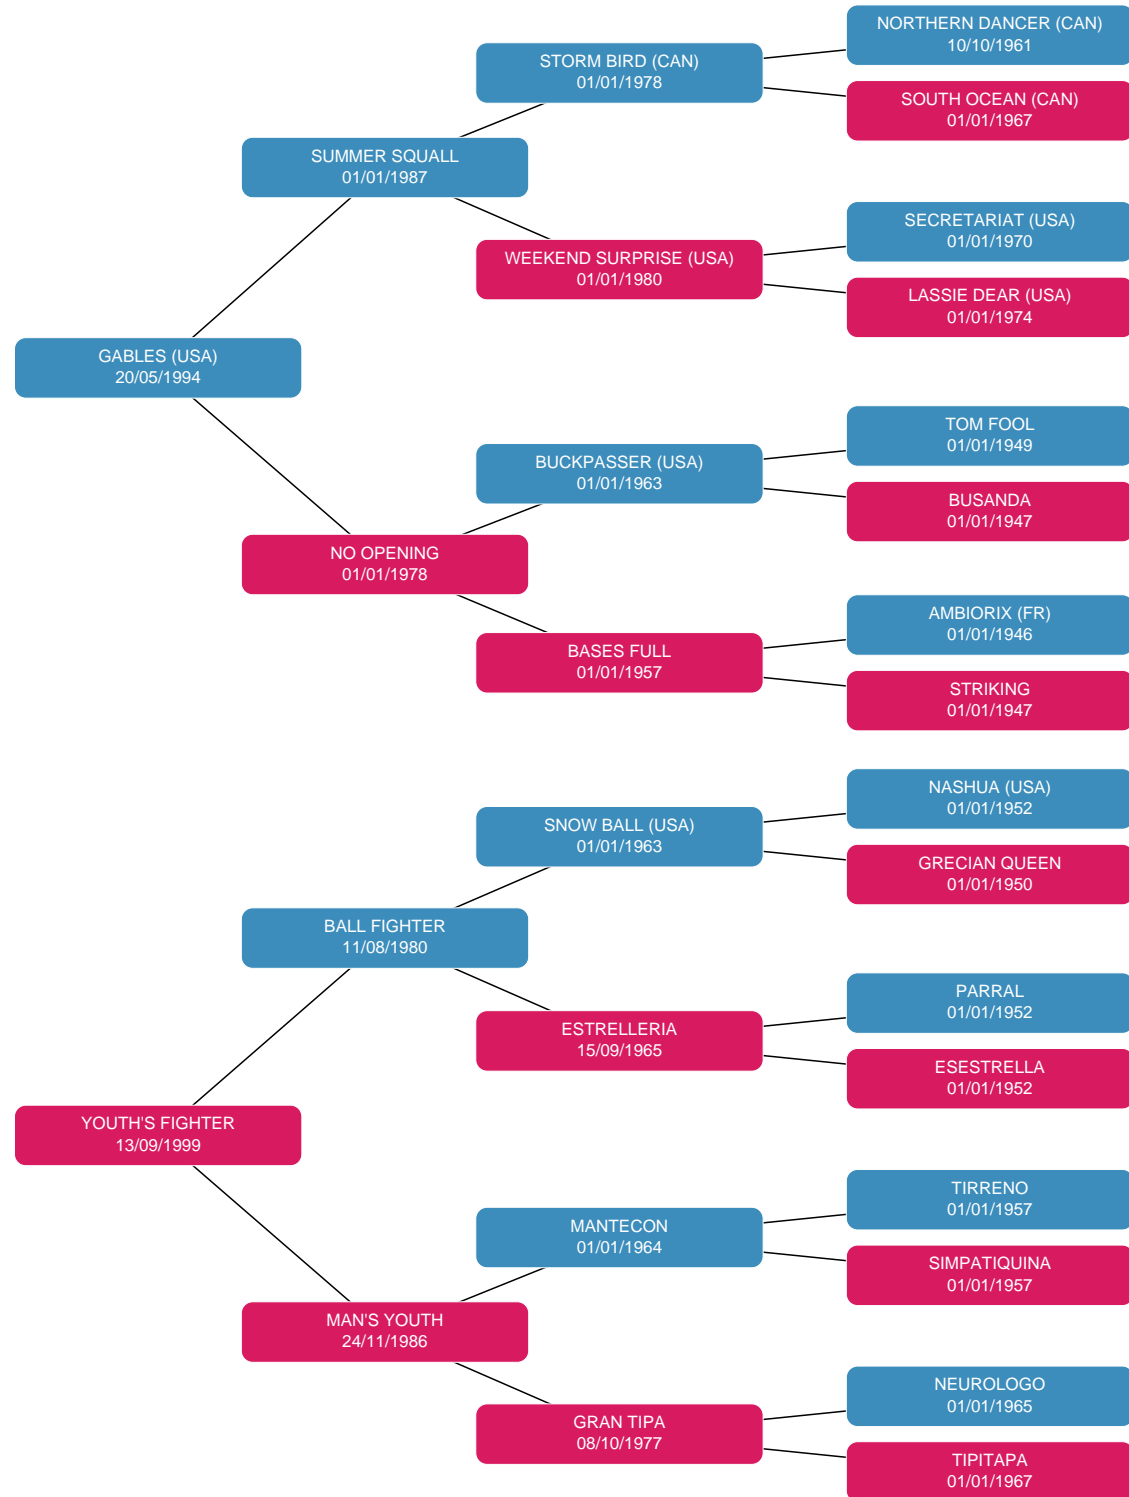 NORTHERN DANCER (CAN)
10/10/1961
STORM BIRD (CAN)
01/01/1978
SOUTH OCEAN (CAN)
01/01/1967
SUMMER SQUALL
01/01/1987
SECRETARIAT (USA)
01/01/1970
WEEKEND SURPRISE (USA)
01/01/1980
LASSIE DEAR (USA)
01/01/1974
GABLES (USA)
20/05/1994
TOM FOOL
01/01/1949
BUCKPASSER (USA)
01/01/1963
BUSANDA
01/01/1947
NO OPENING
01/01/1978
AMBIORIX (FR)
01/01/1946
BASES FULL
01/01/1957
STRIKING
01/01/1947
NASHUA (USA)
01/01/1952
SNOW BALL (USA)
01/01/1963
GRECIAN QUEEN
01/01/1950
BALL FIGHTER
11/08/1980
PARRAL
01/01/1952
ESTRELLERIA
15/09/1965
ESESTRELLA
01/01/1952
YOUTH'S FIGHTER
13/09/1999
TIRRENO
01/01/1957
MANTECON
01/01/1964
SIMPATIQUINA
01/01/1957
MAN'S YOUTH
24/11/1986
NEUROLOGO
01/01/1965
GRAN TIPA
08/10/1977
TIPITAPA
01/01/1967